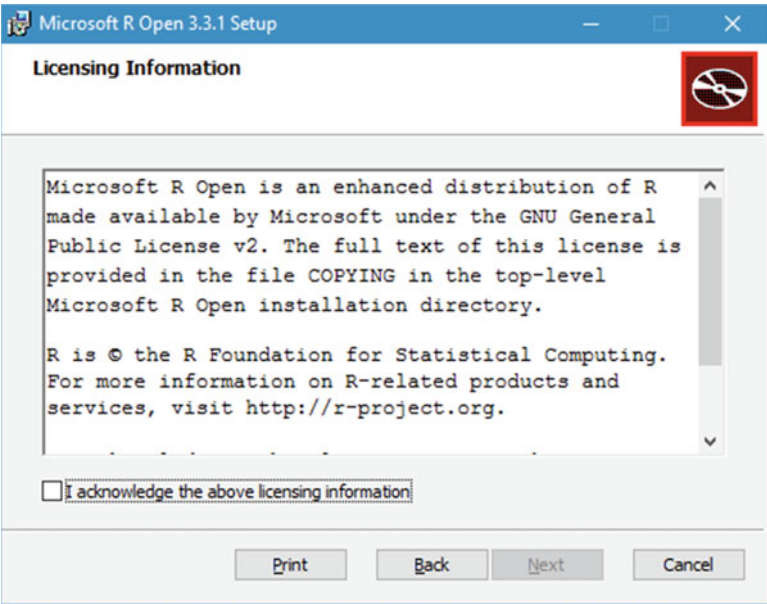 Microsoft R Open 3.3.1 Setup
Licensing Information
Microsoft R Open is an enhanced distribution of R
made available by Microsoft under the GNU General
Public License v2. The full text of this license is
provided in the file COPYING in the top-level
Microsoft R Open installation directory.
R is © the R Foundation for Statistical Computing.
For more information on R-related products and
services, visit http://r-project.org.
I acknowledge the above licensing information
Print Back Next Cancel